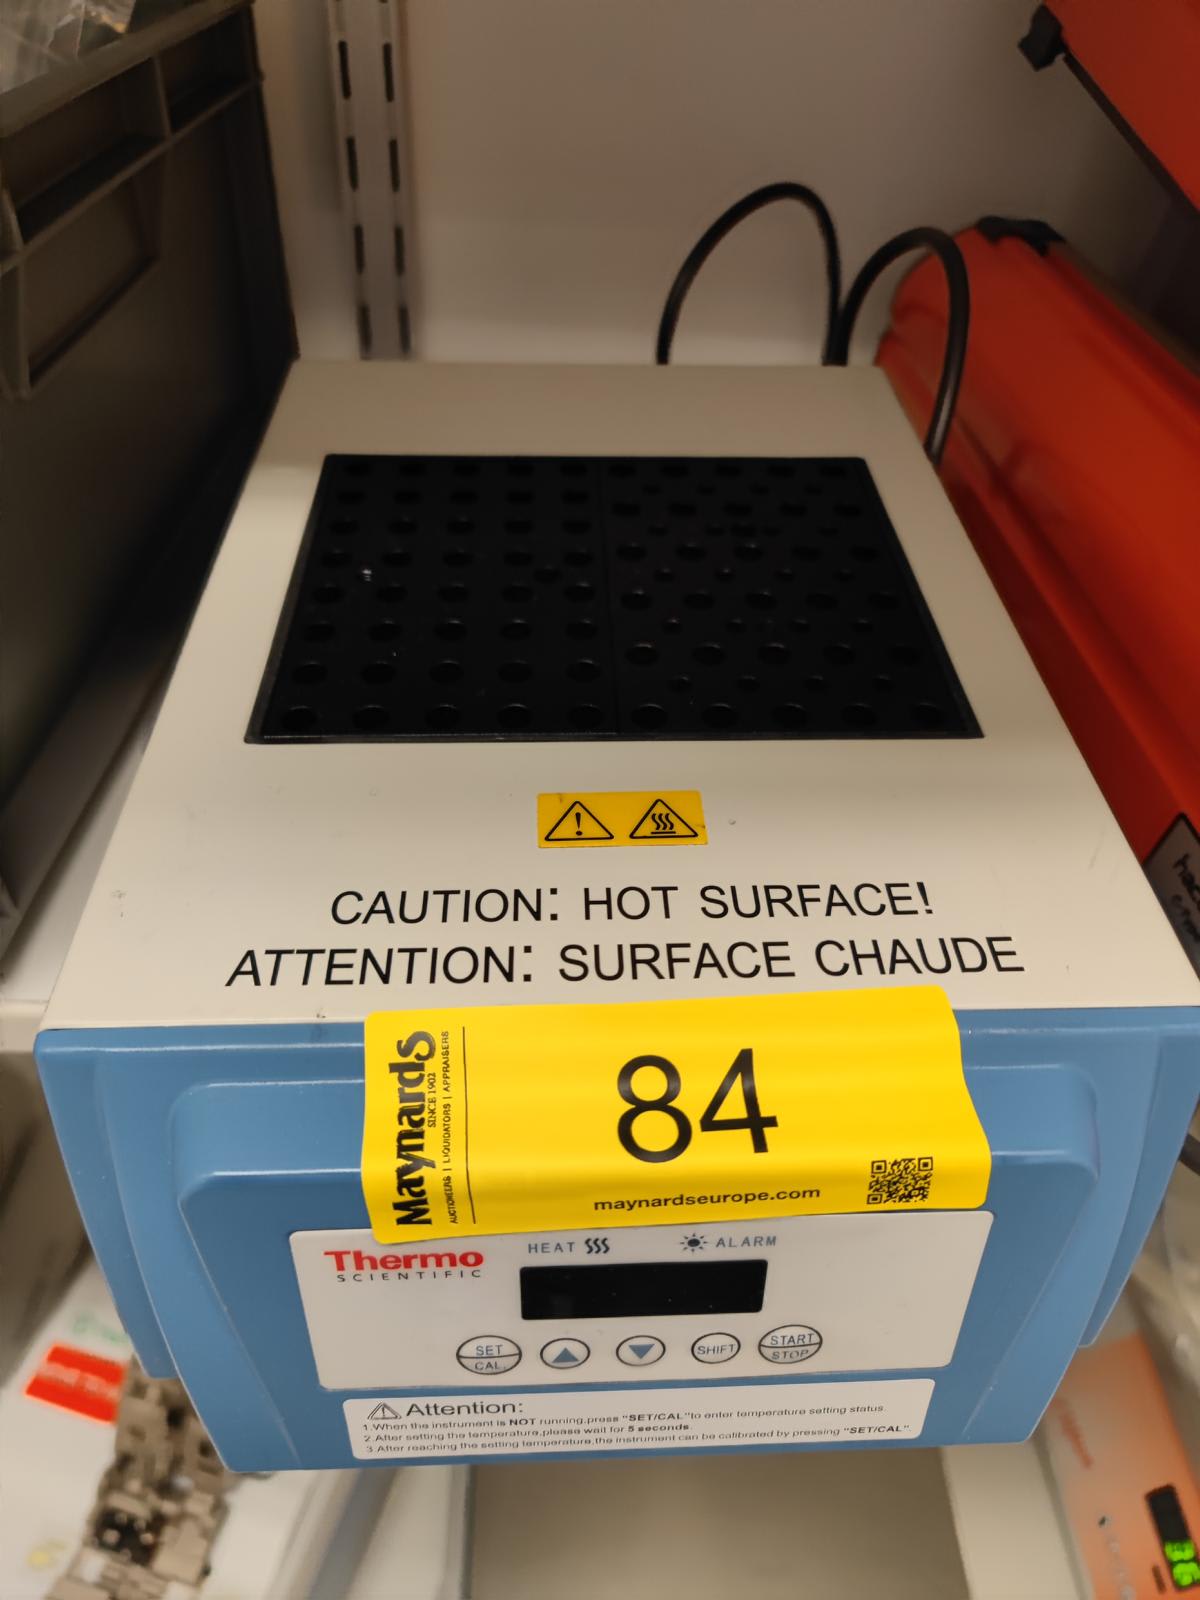 CAUTION: HOT SURFACE!
ATTENTION: SURFACE CHAUDE
Maynards
SINCE 1902
AUCTIONEERS | LIQUIDATORS | APPRAISERS
84
maynardseurope.com
Thermo
SCIENTIFIC
HEAT
ALARM
SET
CAL.
SHIFT
START
STOP
Attention:
1.When the instrument is NOT running,press "SET/CAL"to enter temperature setting status.
2.After setting the temperature,please wait for 5 seconds.
3.After reaching the setting temperature,the instrument can be calibrated by pressing "SET/CAL".